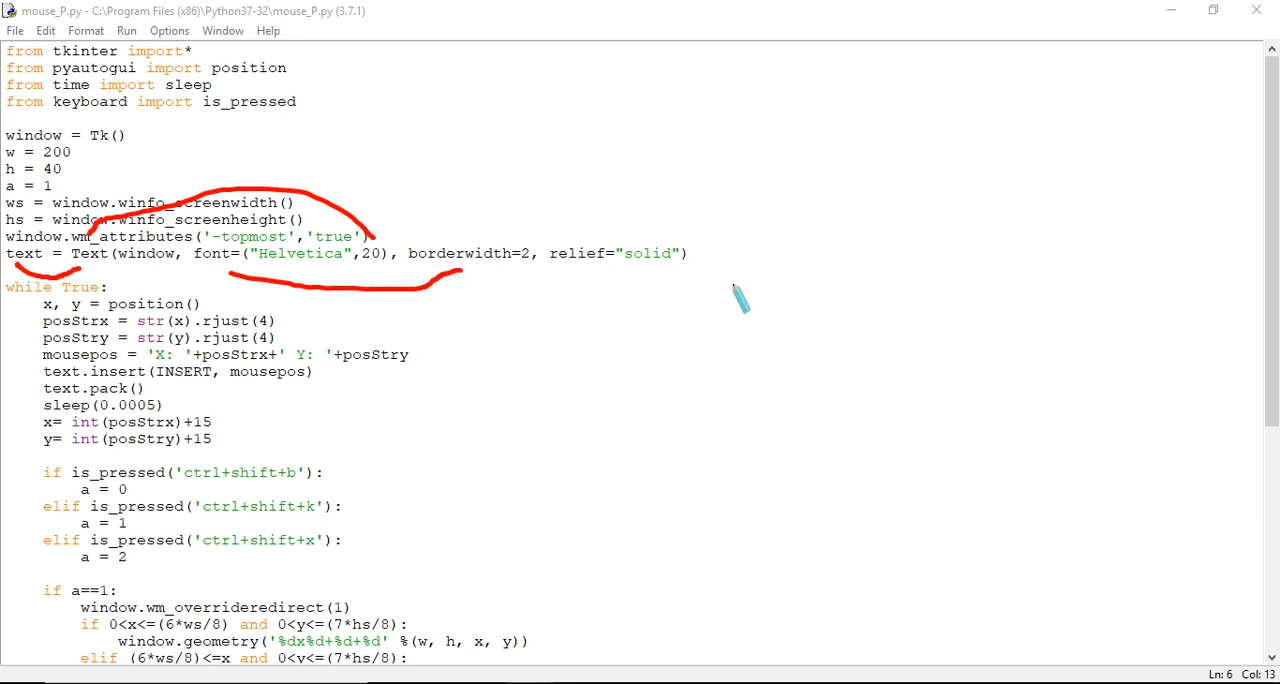 mouse_P.py - C:\Program Files (x86)\Python37-32\mouse_P.py (3.7.1)
File Edit Format Run Options Window Help
from tkinter import*
from pyautogui import position
from time import sleep
from keyboard import is_pressed
window = Tk()
w = 200
h = 40
a = 1
ws = window.winfo_screenwidth()
hs = window.winfo_screenheight()
window.wm_attributes('-topmost','true')
text = Text(window, font=("Helvetica",20), borderwidth=2, relief="solid")
while True:
    x, y = position()
    posStrx = str(x).rjust(4)
    posStry = str(y).rjust(4)
    mousepos = 'X: '+posStrx+' Y: '+posStry
    text.insert(INSERT, mousepos)
    text.pack()
    sleep(0.0005)
    x= int(posStrx)+15
    y= int(posStry)+15
    if is_pressed('ctrl+shift+b'):
        a = 0
    elif is_pressed('ctrl+shift+k'):
        a = 1
    elif is_pressed('ctrl+shift+x'):
        a = 2
    if a==1:
        window.wm_overrideredirect(1)
        if 0<x<=(6*ws/8) and 0<y<=(7*hs/8):
            window.geometry('%dx%d+%d+%d' %(w, h, x, y))
        elif (6*ws/8)<=x and 0<y<=(7*hs/8):
Ln: 6 Col: 13